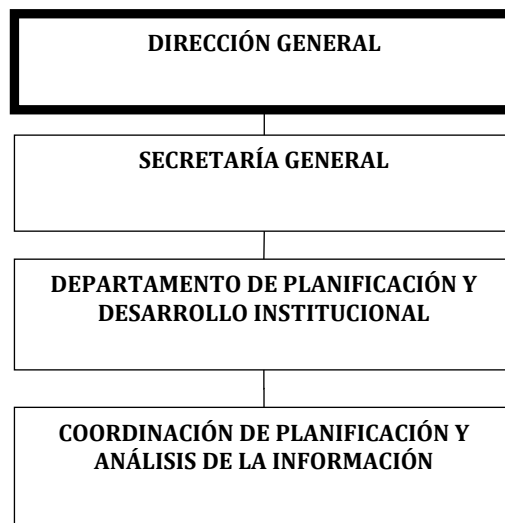 DIRECCIÓN GENERAL
SECRETARÍA GENERAL
DEPARTAMENTO DE PLANIFICACIÓN Y
DESARROLLO INSTITUCIONAL
COORDINACIÓN DE PLANIFICACIÓN Y
ANÁLISIS DE LA INFORMACIÓN